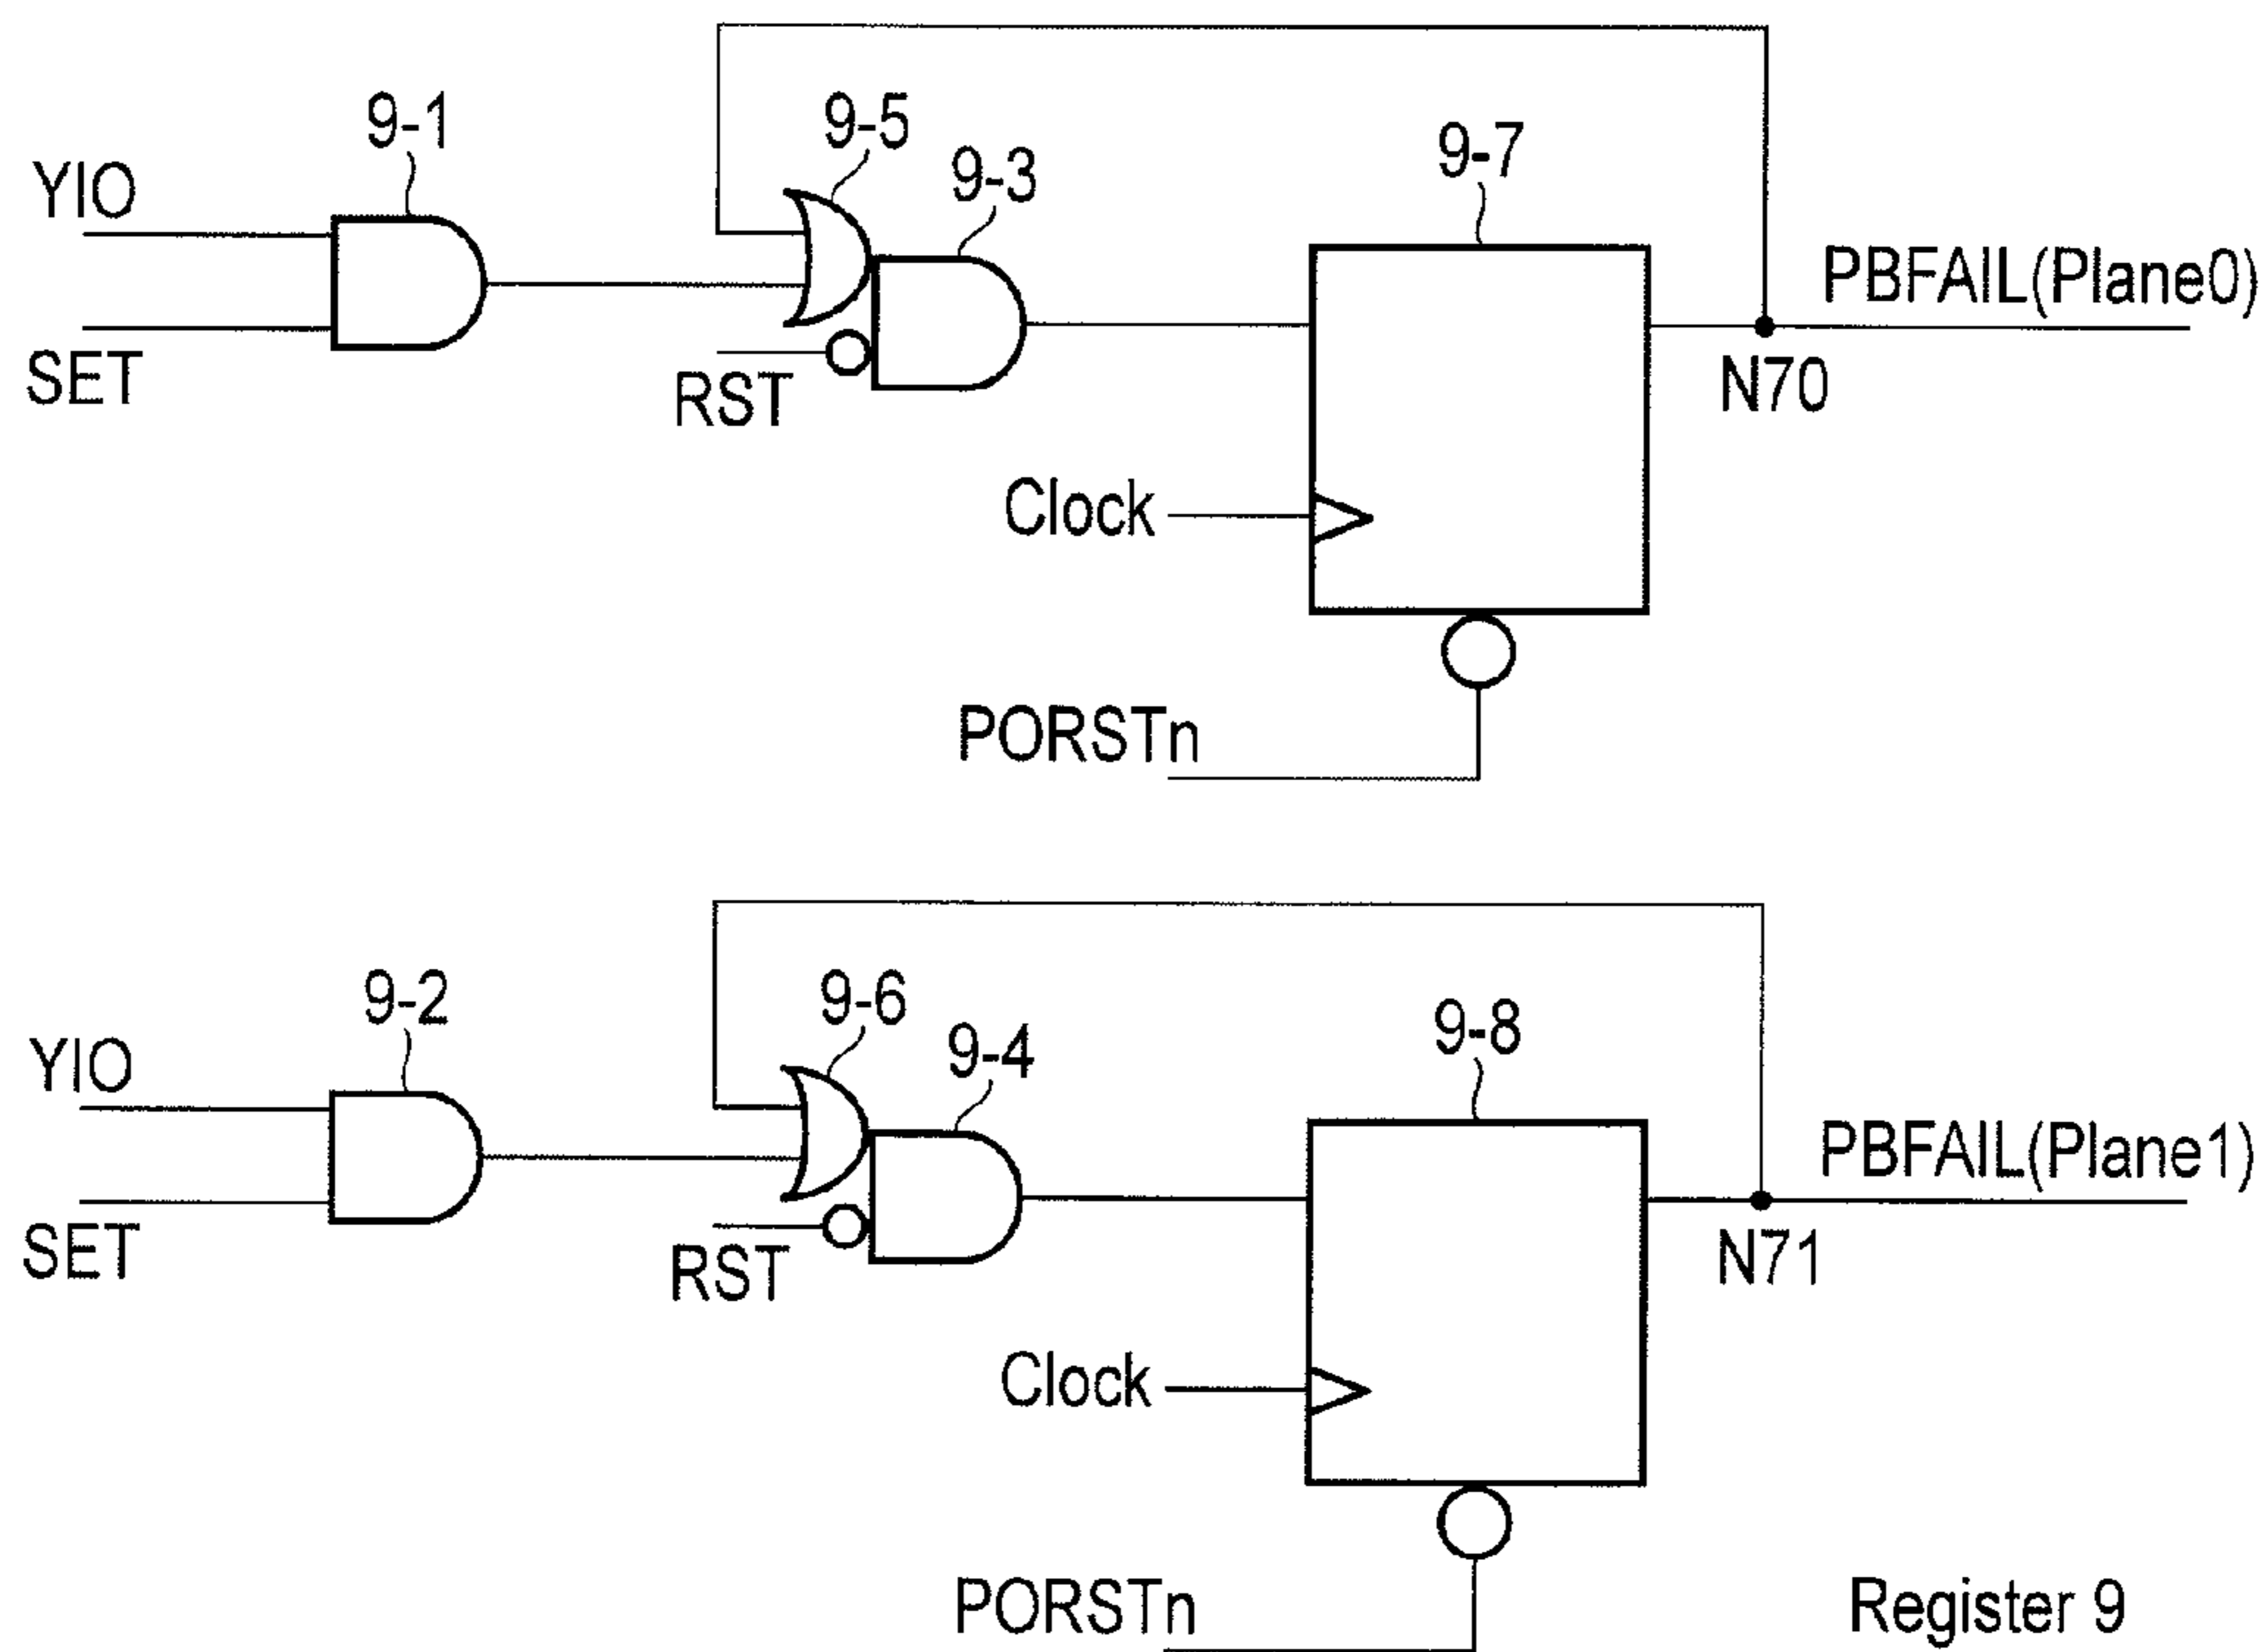 9-1
9-5
9-3
9-7
YIO
SET
RST
PBFAIL(Plane0)
N70
Clock
PORSTn
9-2
9-6
9-4
9-8
YIO
SET
RST
PBFAIL(Plane1)
N71
Clock
PORSTn
Register 9